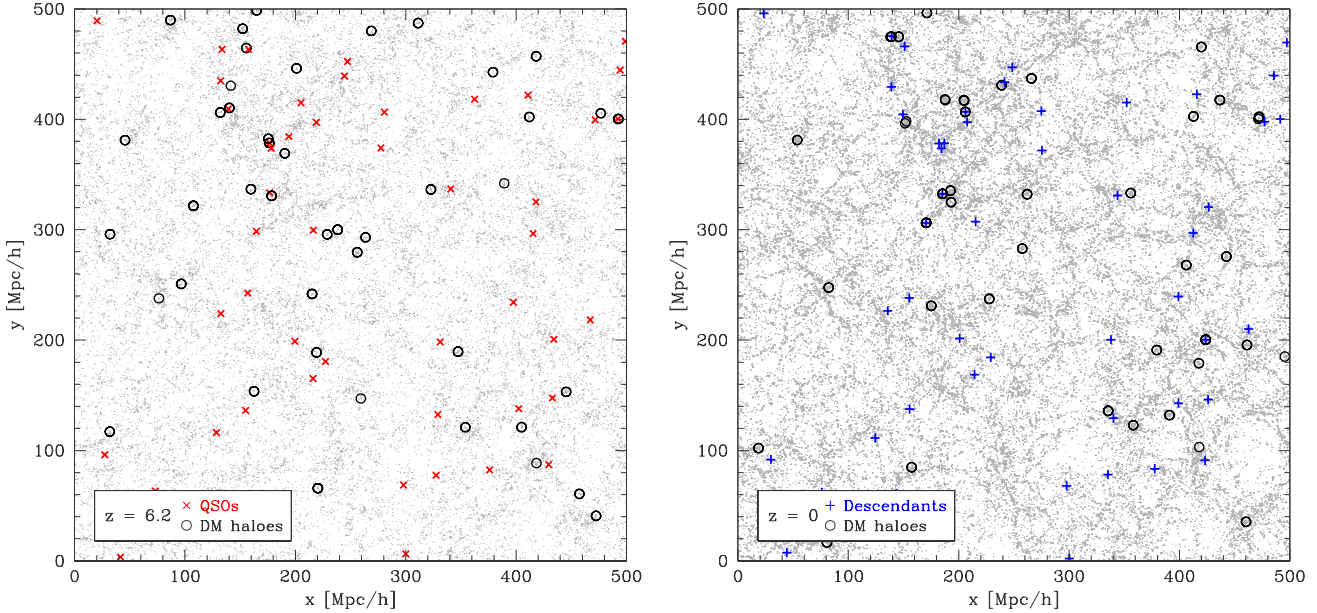 500
400
300
200
100
0
y [Mpc/h]
z = 6.2
QSOs
DM haloes
0 100 200 300 400 500
x [Mpc/h]
500
400
300
200
100
0
y [Mpc/h]
z = 0
Descendants
DM haloes
0 100 200 300 400 500
x [Mpc/h]